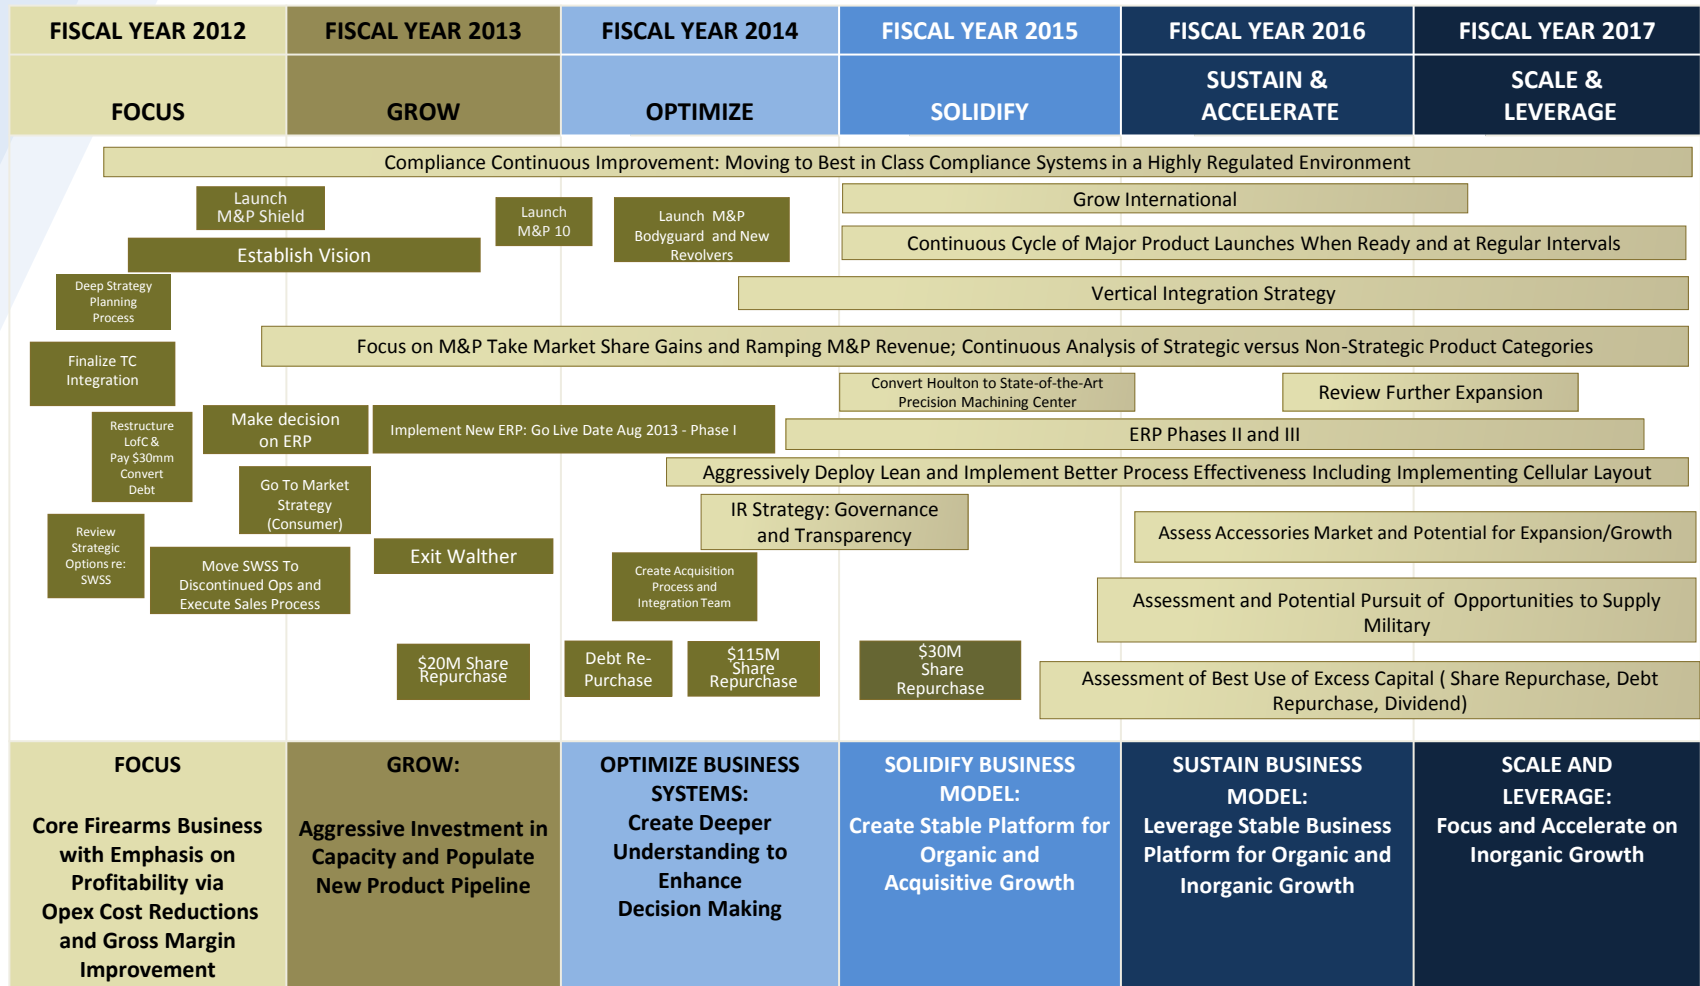 FISCAL YEAR 2012
FISCAL YEAR 2013
FISCAL YEAR 2014
FISCAL YEAR 2015
FISCAL YEAR 2016
FISCAL YEAR 2017
FOCUS
GROW
OPTIMIZE
SOLIDIFY
SUSTAIN &
ACCELERATE
SCALE &
LEVERAGE
Compliance Continuous Improvement: Moving to Best in Class Compliance Systems in a Highly Regulated Environment
Launch
M&P Shield
Launch
M&P 10
Launch M&P
Bodyguard and New
Revolvers
Grow International
Establish Vision
Continuous Cycle of Major Product Launches When Ready and at Regular Intervals
Deep Strategy
Planning
Process
Vertical Integration Strategy
Finalize TC
Integration
Focus on M&P Take Market Share Gains and Ramping M&P Revenue; Continuous Analysis of Strategic versus Non-Strategic Product Categories
Convert Houlton to State-of-the-Art
Precision Machining Center
Review Further Expansion
Restructure
LofC &
Pay $30mm
Convert
Debt
Make decision
on ERP
Implement New ERP: Go Live Date Aug 2013 - Phase I
ERP Phases II and III
Aggressively Deploy Lean and Implement Better Process Effectiveness Including Implementing Cellular Layout
Go To Market
Strategy
(Consumer)
IR Strategy: Governance
and Transparency
Review
Strategic
Options re:
SWSS
Assess Accessories Market and Potential for Expansion/Growth
Move SWSS To
Discontinued Ops and
Execute Sales Process
Exit Walther
Create Acquisition
Process and
Integration Team
Assessment and Potential Pursuit of Opportunities to Supply
Military
$20M Share
Repurchase
Debt Re-
Purchase
$115M
Share
Repurchase
$30M
Share
Repurchase
Assessment of Best Use of Excess Capital ( Share Repurchase, Debt
Repurchase, Dividend)
FOCUS
Core Firearms Business
with Emphasis on
Profitability via
Opex Cost Reductions
and Gross Margin
Improvement
GROW:
Aggressive Investment in
Capacity and Populate
New Product Pipeline
OPTIMIZE BUSINESS
SYSTEMS:
Create Deeper
Understanding to
Enhance
Decision Making
SOLIDIFY BUSINESS
MODEL:
Create Stable Platform for
Organic and
Acquisitive Growth
SUSTAIN BUSINESS
MODEL:
Leverage Stable Business
Platform for Organic and
Inorganic Growth
SCALE AND
LEVERAGE:
Focus and Accelerate on
Inorganic Growth